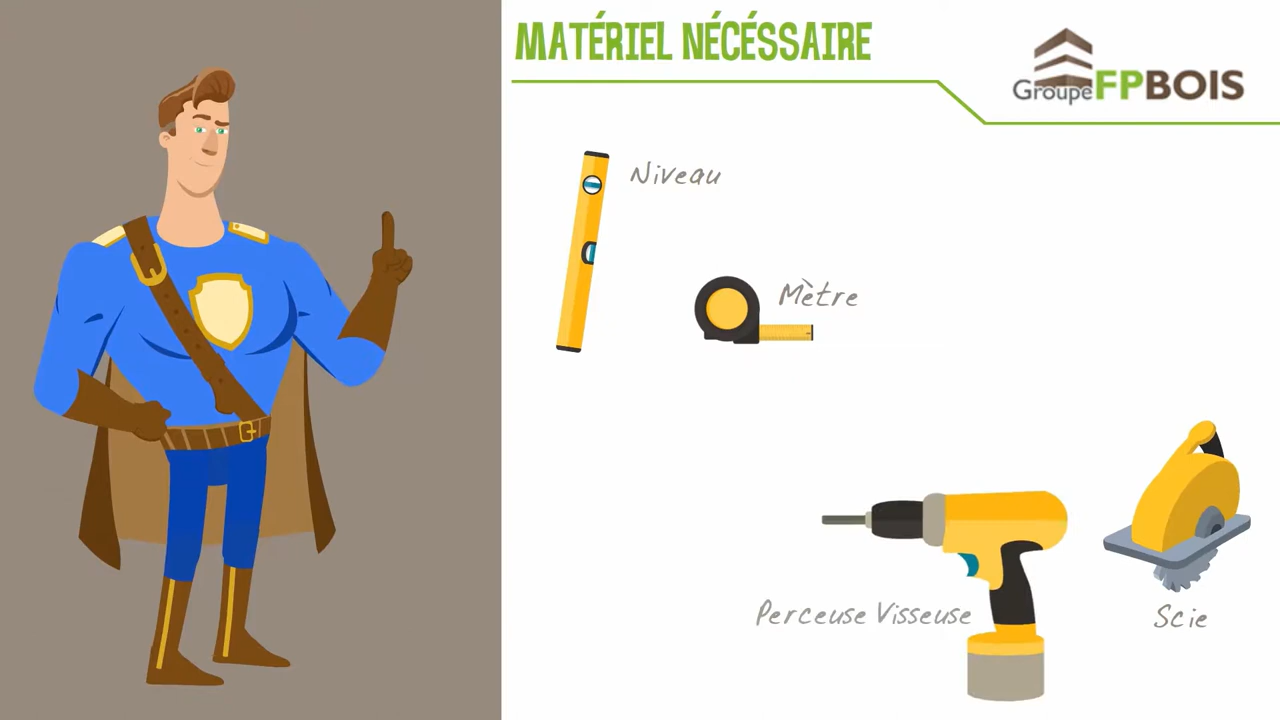 MATÉRIEL NÉCÉSSAIRE
Groupe FPBOIS
Niveau
Mètre
Perceuse Visseuse
Scie